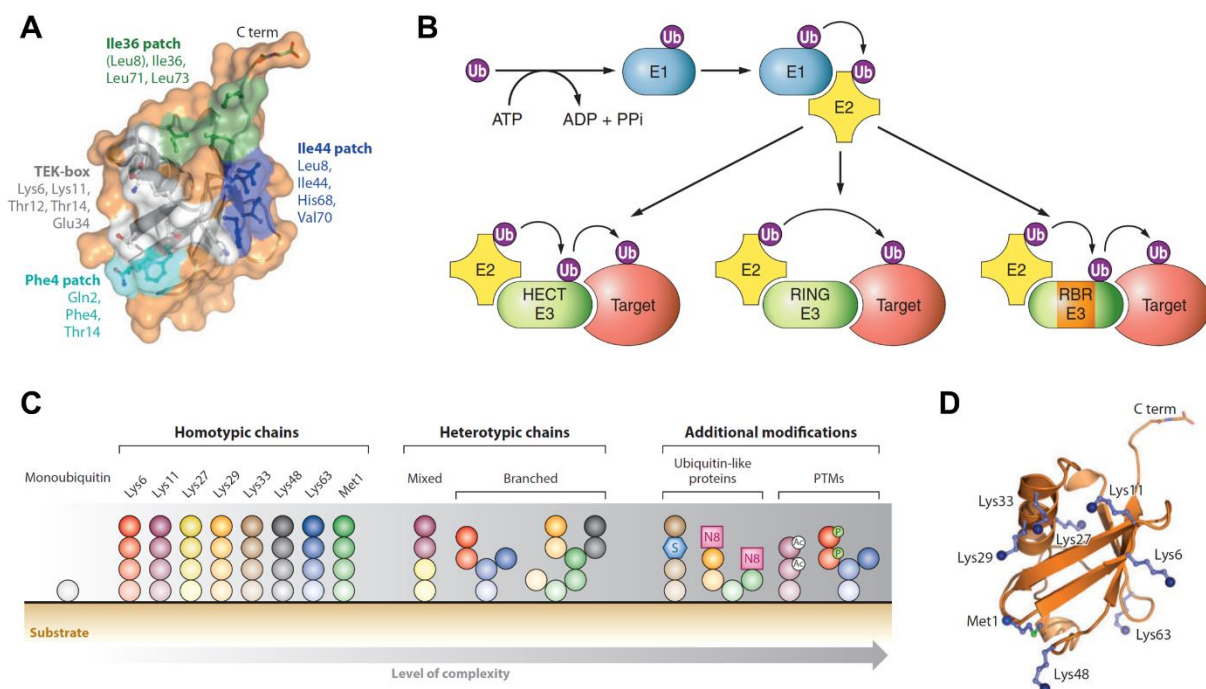 A
Ile36 patch
(Leu8), Ile36,
Leu71, Leu73
C term
TEK-box
Lys6, Lys11,
Thr12, Thr14,
Glu34
Ile44 patch
Leu8,
Ile44,
His68,
Val70
Phe4 patch
Gln2,
Phe4,
Thr14
B
Ub
ATP
ADP + PPi
Ub
E1
Ub
E1
Ub
E2
Ub
E2
Ub
HECT
E3
Ub
Target
Ub
E2
RING
E3
Ub
Target
Ub
E2
Ub
RBR
E3
Ub
Target
C
Homotypic chains
Heterotypic chains
Additional modifications
Monoubiquitin
Lys6
Lys11
Lys27
Lys29
Lys33
Lys48
Lys63
Met1
Mixed
Branched
Ubiquitin-like
proteins
PTMs
S
N8
N8
Ac
Ac
P
P
Substrate
Level of complexity
D
C term
Lys33
Lys11
Lys27
Lys29
Lys6
Met1
Lys63
Lys48